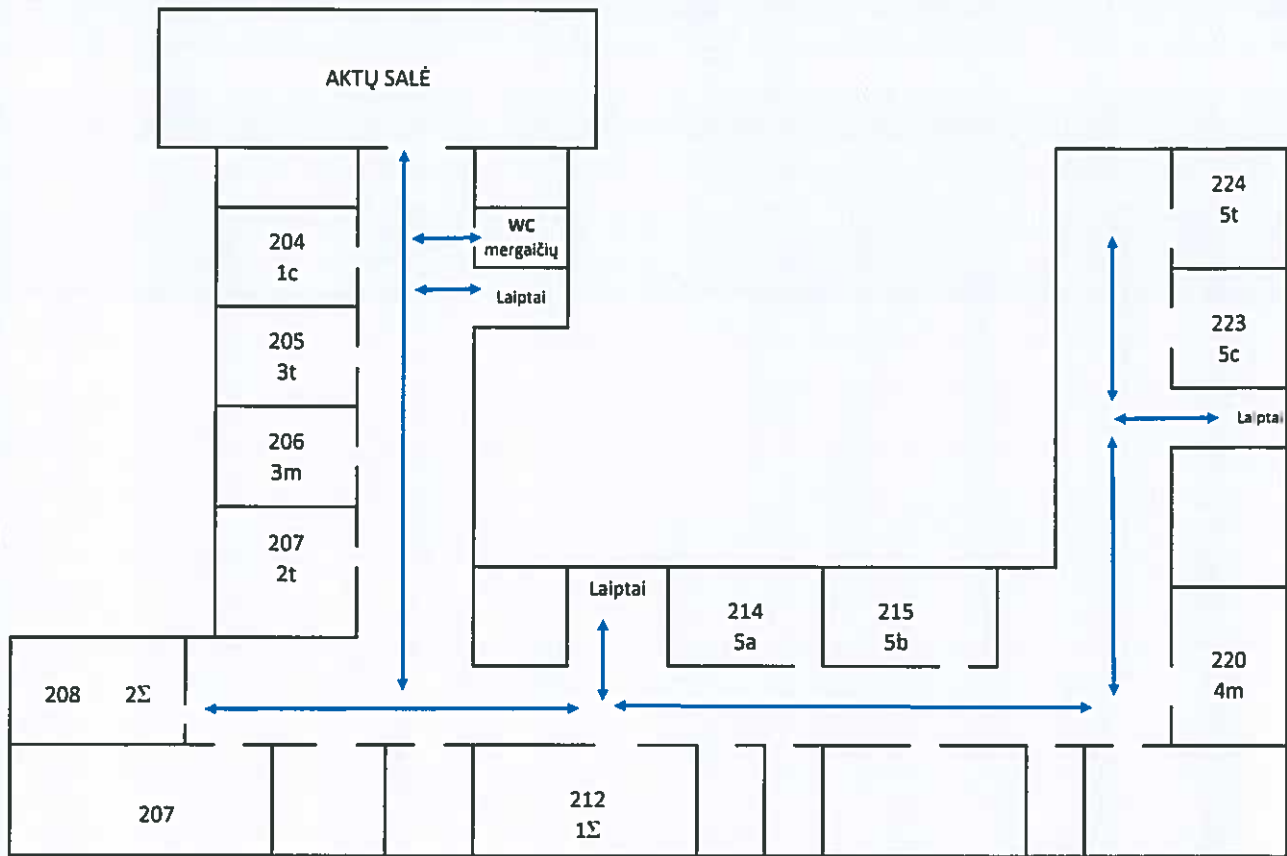 AKTŲ SALĖ
204
1c
WC
mergaičių
Laiptai
205
3t
206
3m
207
2t
208 2Σ
207
212
1Σ
Laiptai
214
5a
215
5b
224
5t
223
5c
Laiptai
220
4m